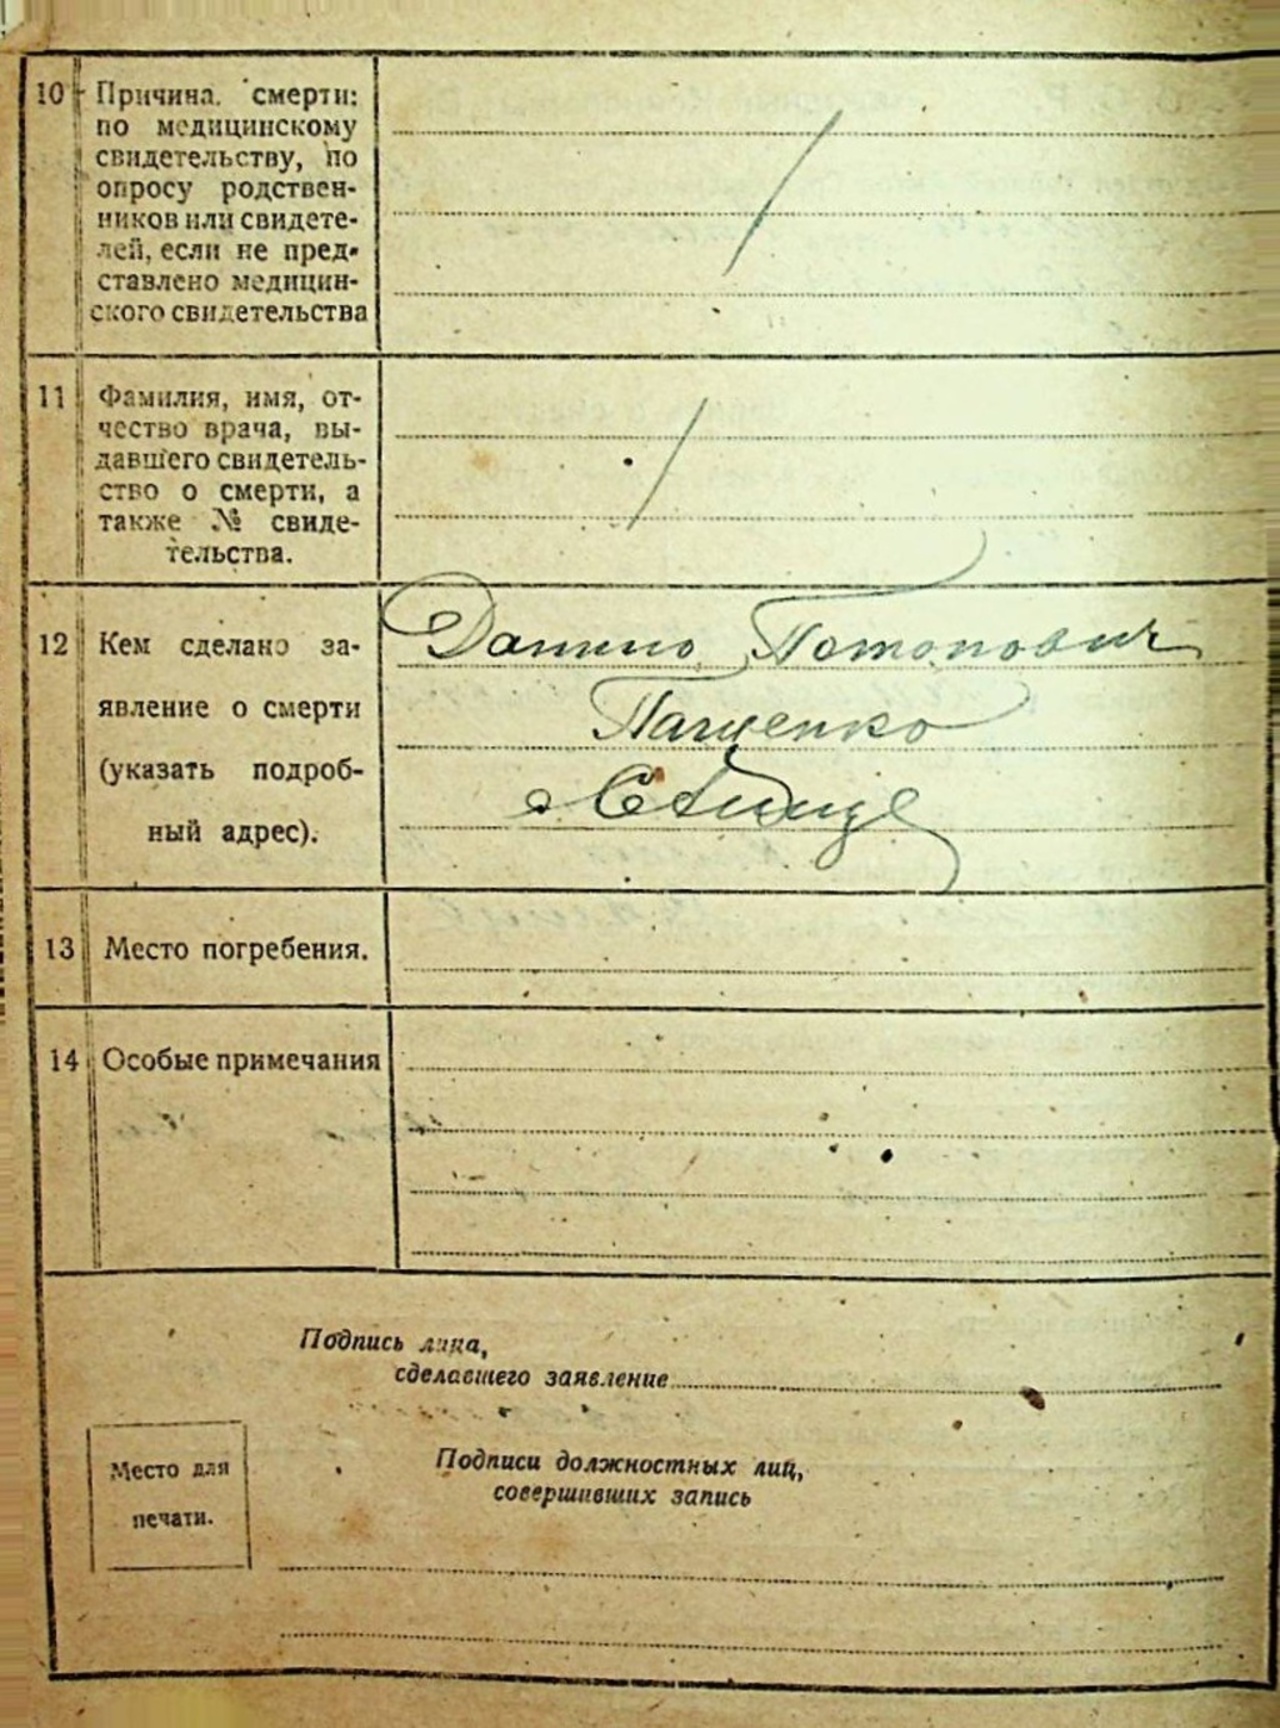 10 Причина смерти:
по медицинскому
свидетельству, по
опросу родствен-
ников или свидете-
лей, если не пред-
ставлено медицин-
ского свидетельства
11 Фамилия, имя, от-
чество врача, вы-
давшего свидетель-
ство о смерти, а
также № свиде-
тельства.
12 Кем сделано за-
явление о смерти
(указать подроб-
ный адрес).
Данило Потопович
Пащенко
13 Место погребения.
14 Особые примечания
Подпись лица,
сделавшего заявление
Место для
печати.
Подписи должностных лиц,
совершивших запись